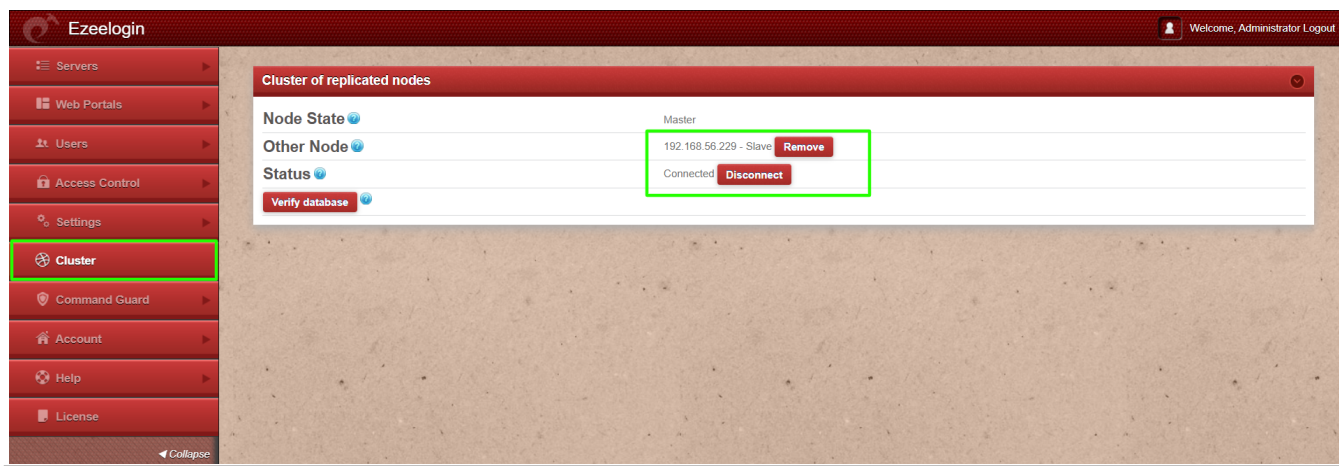 Ezeelogin
Welcome, Administrator Logout
Servers
Web Portals
Users
Access Control
Settings
Cluster
Command Guard
Account
Help
License
Collapse
Cluster of replicated nodes
Node State
Master
Other Node
192.168.56.229 - Slave Remove
Status
Connected Disconnect
Verify database